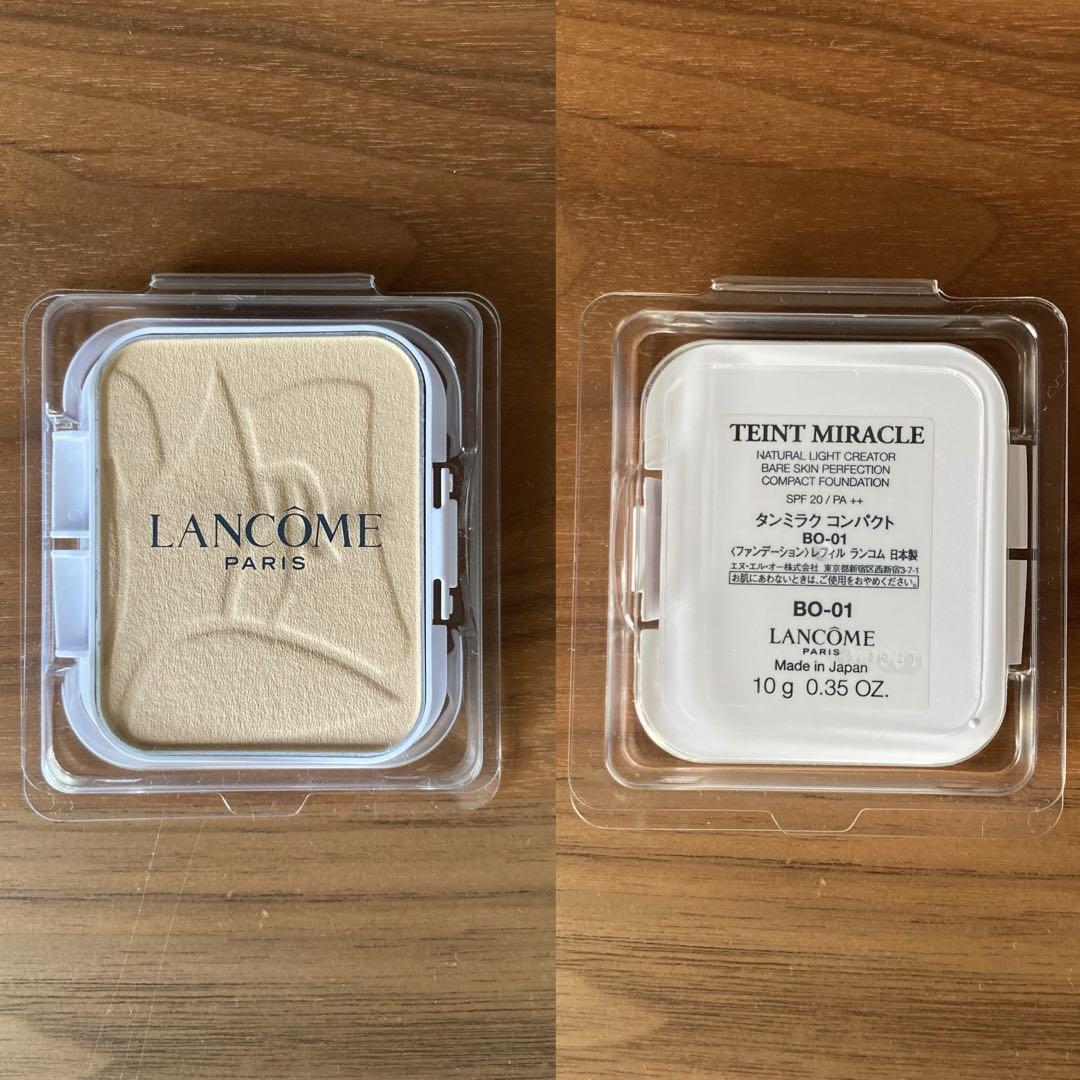 LANCÔME
PARIS
TEINT MIRACLE
NATURAL LIGHT CREATOR
BARE SKIN PERFECTION
COMPACT FOUNDATION
SPF 20 / PA ++
タンミラク コンパクト
BO-01
〈ファンデーション〉レフィル ランコム 日本製
エヌ・エル・オー株式会社 東京都新宿区西新宿3-7-1
お肌にあわないときは、ご使用をおやめください。
BO-01
LANCÔME
PARIS
Made in Japan
10 g 0.35 OZ.